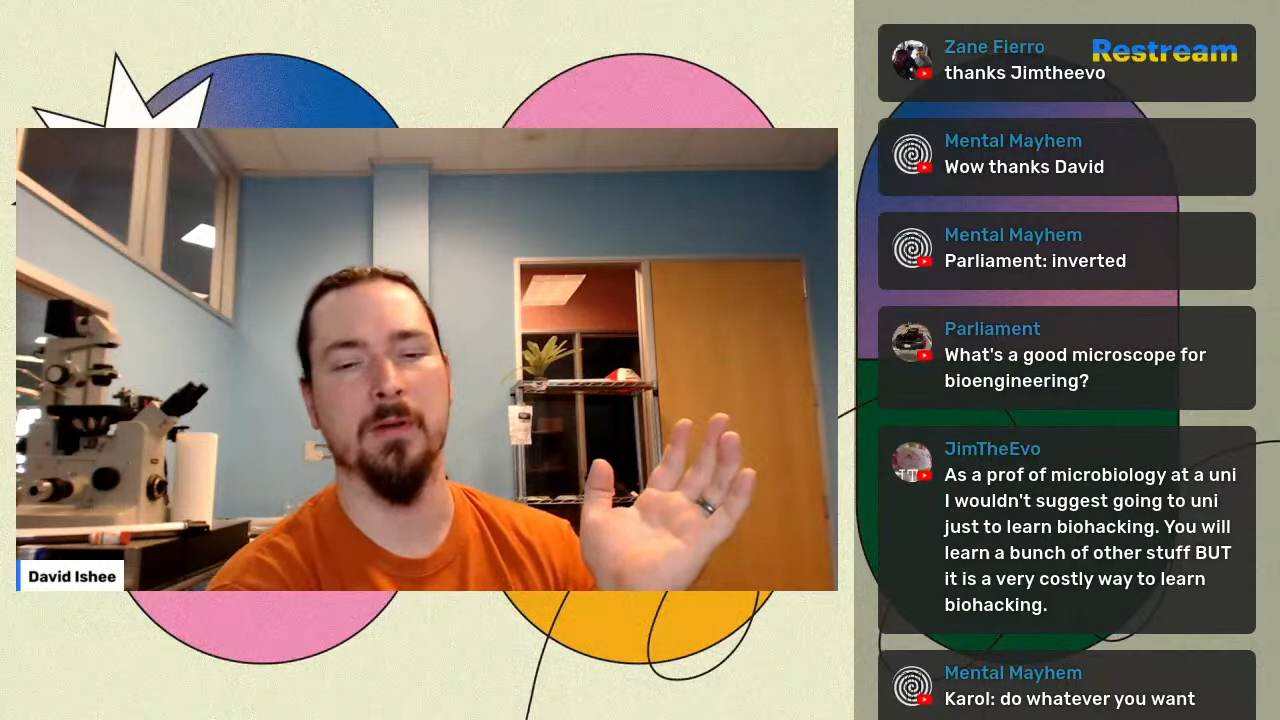 Zane Fierro
Restream
thanks Jimtheevo
Mental Mayhem
Wow thanks David
Mental Mayhem
Parliament: inverted
Parliament
What's a good microscope for
bioengineering?
JimTheEvo
As a prof of microbiology at a uni
I wouldn't suggest going to uni
just to learn biohacking. You will
learn a bunch of other stuff BUT
it is a very costly way to learn
biohacking.
Mental Mayhem
Karol: do whatever you want
David Ishee